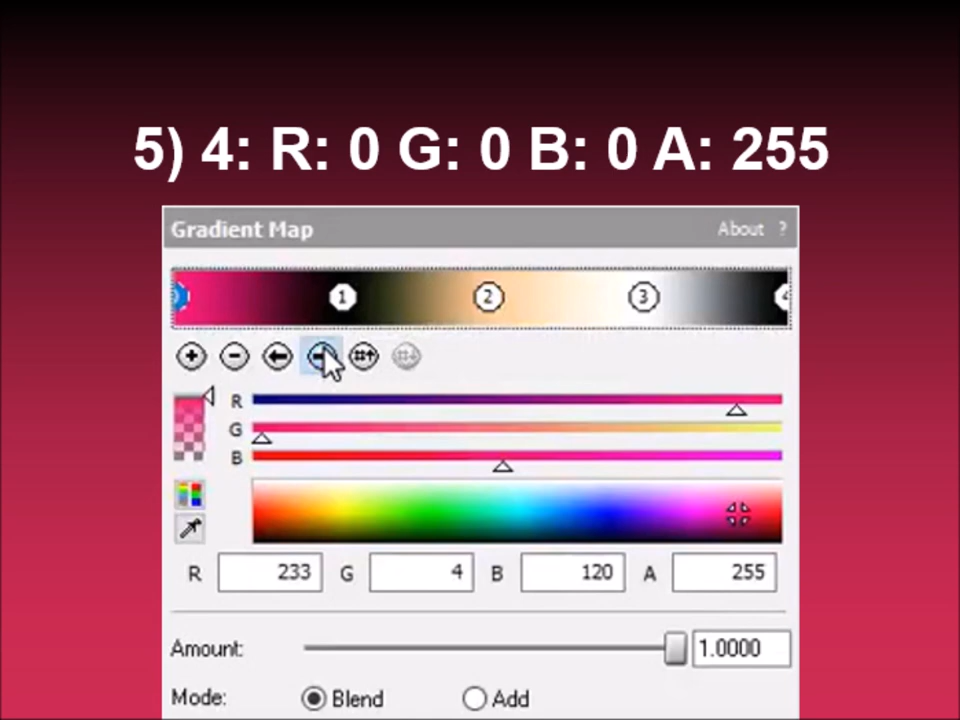 5) 4: R: 0 G: 0 B: 0 A: 255
Gradient Map About ?
1 2 3 4
R
G
B
R 233 G 4 B 120 A 255
Amount: 1.0000
Mode: Blend Add